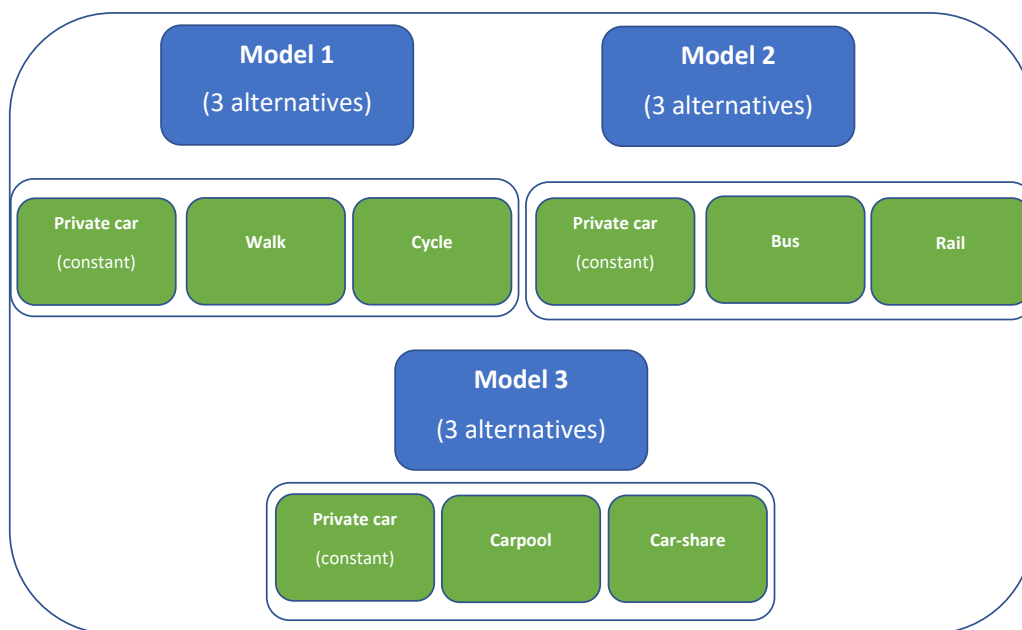 Model 1
(3 alternatives)
Model 2
(3 alternatives)
Private car
(constant)
Walk
Cycle
Private car
(constant)
Bus
Rail
Model 3
(3 alternatives)
Private car
(constant)
Carpool
Car-share